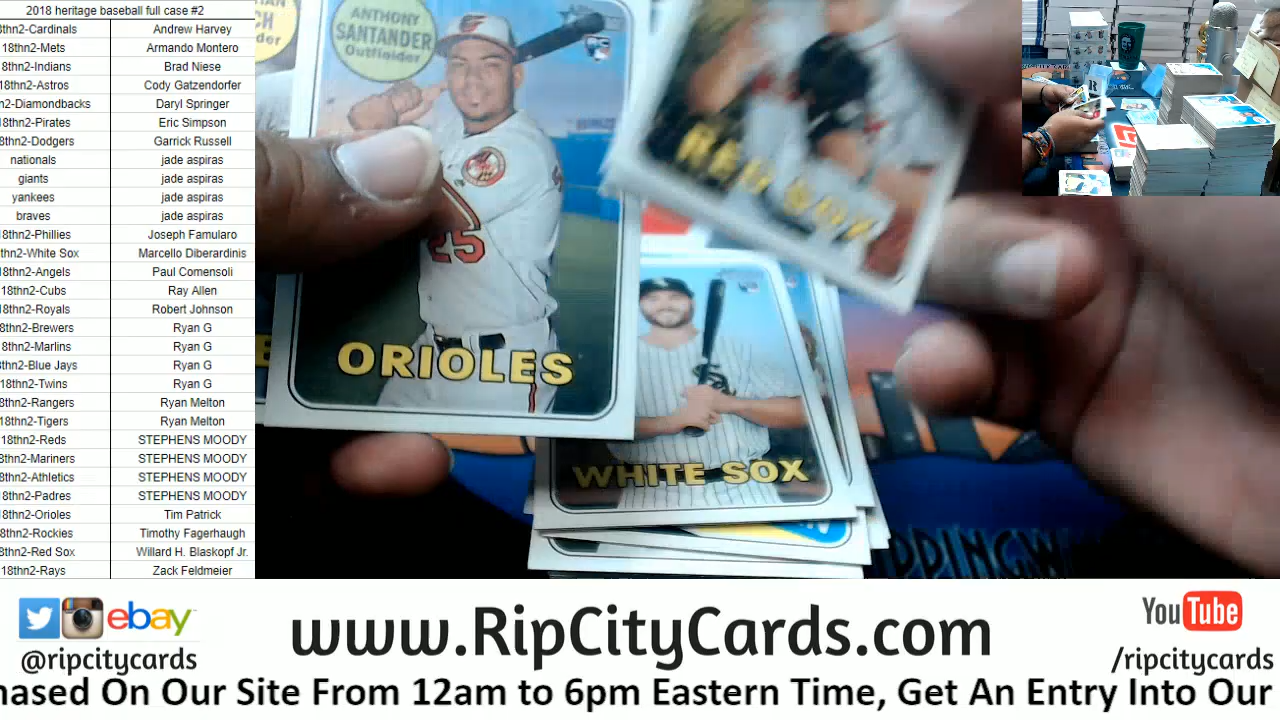 2018 heritage baseball full case #2
8thn-Cardinals Andrew Harvey
18thn2-Mets Armando Montero
8thn2-Indians Brad Niese
8thn2-Astros Cody Gatzendorfer
n2-Diamondbacks Daryl Springer
8thn2-Pirates Eric Simpson
8thn2-Dodgers Garrick Russell
nationals jade aspiras
giants jade aspiras
yankees jade aspiras
braves jade aspiras
8thn2-Phillies Joseph Famularo
thn2-White Sox Marcello Diberardinis
8thn2-Angels Paul Comensoli
18thn2-Cubs Ray Allen
8thn2-Royals Robert Johnson
8thn2-Brewers Ryan G
8thn2-Marlins Ryan G
8thn2-Blue Jays Ryan G
18thn2-Twins Ryan G
8thn2-Rangers Ryan Melton
18thn2-Tigers Ryan Melton
18thn2-Reds STEPHENS MOODY
8thn2-Mariners STEPHENS MOODY
8thn2-Athletics STEPHENS MOODY
8thn2-Padres STEPHENS MOODY
18thn2-Orioles Tim Patrick
8thn2-Rockies Timothy Fagerhaugh
8thn2-Red Sox Willard H. Blaskopf Jr.
18thn2-Rays Zack Feldmeier
ANTHONY
SANTANDER
Outfielder
25
ORIOLES
RED SOX
WHITE SOX
ebay
@ripcitycards
www.RipCityCards.com
YouTube
/ripcitycards
hased On Our Site From 12am to 6pm Eastern Time, Get An Entry Into Our